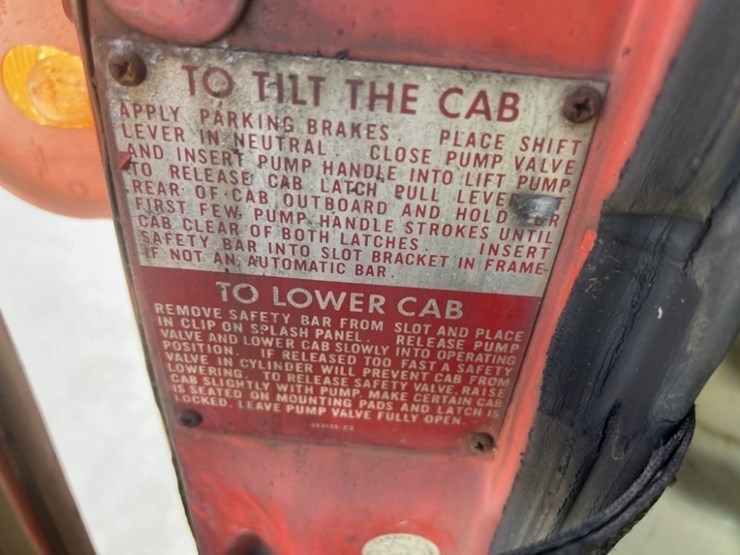 TO TILT THE CAB
APPLY PARKING BRAKES. PLACE SHIFT
LEVER IN NEUTRAL. CLOSE PUMP VALVE
AND INSERT PUMP HANDLE INTO LIFT PUMP.
TO RELEASE CAB LATCH PULL
REAR OF CAB OUTBOARD AND HOLD
FIRST FEW PUMP HANDLE STROKES UNTIL
CAB CLEAR OF BOTH LATCHES. INSERT
SAFETY BAR INTO SLOT BRACKET IN FRAME-
IF NOT AN AUTOMATIC BAR.
TO LOWER CAB
REMOVE SAFETY BAR FROM SLOT AND PLACE
IN CLIP ON SPLASH PANEL. RELEASE PUMP
VALVE AND LOWER CAB SLOWLY INTO OPERATING
POSITION. IF RELEASED TOO FAST A SAFETY
VALVE IN CYLINDER WILL PREVENT CAB FROM
LOWERING. TO RELEASE SAFETY VALVE, RAISE
CAB SLIGHTLY WITH PUMP. MAKE CERTAIN CAB
IS SEATED ON MOUNTING PADS AND LATCH IS
LOCKED. LEAVE PUMP VALVE FULLY OPEN.